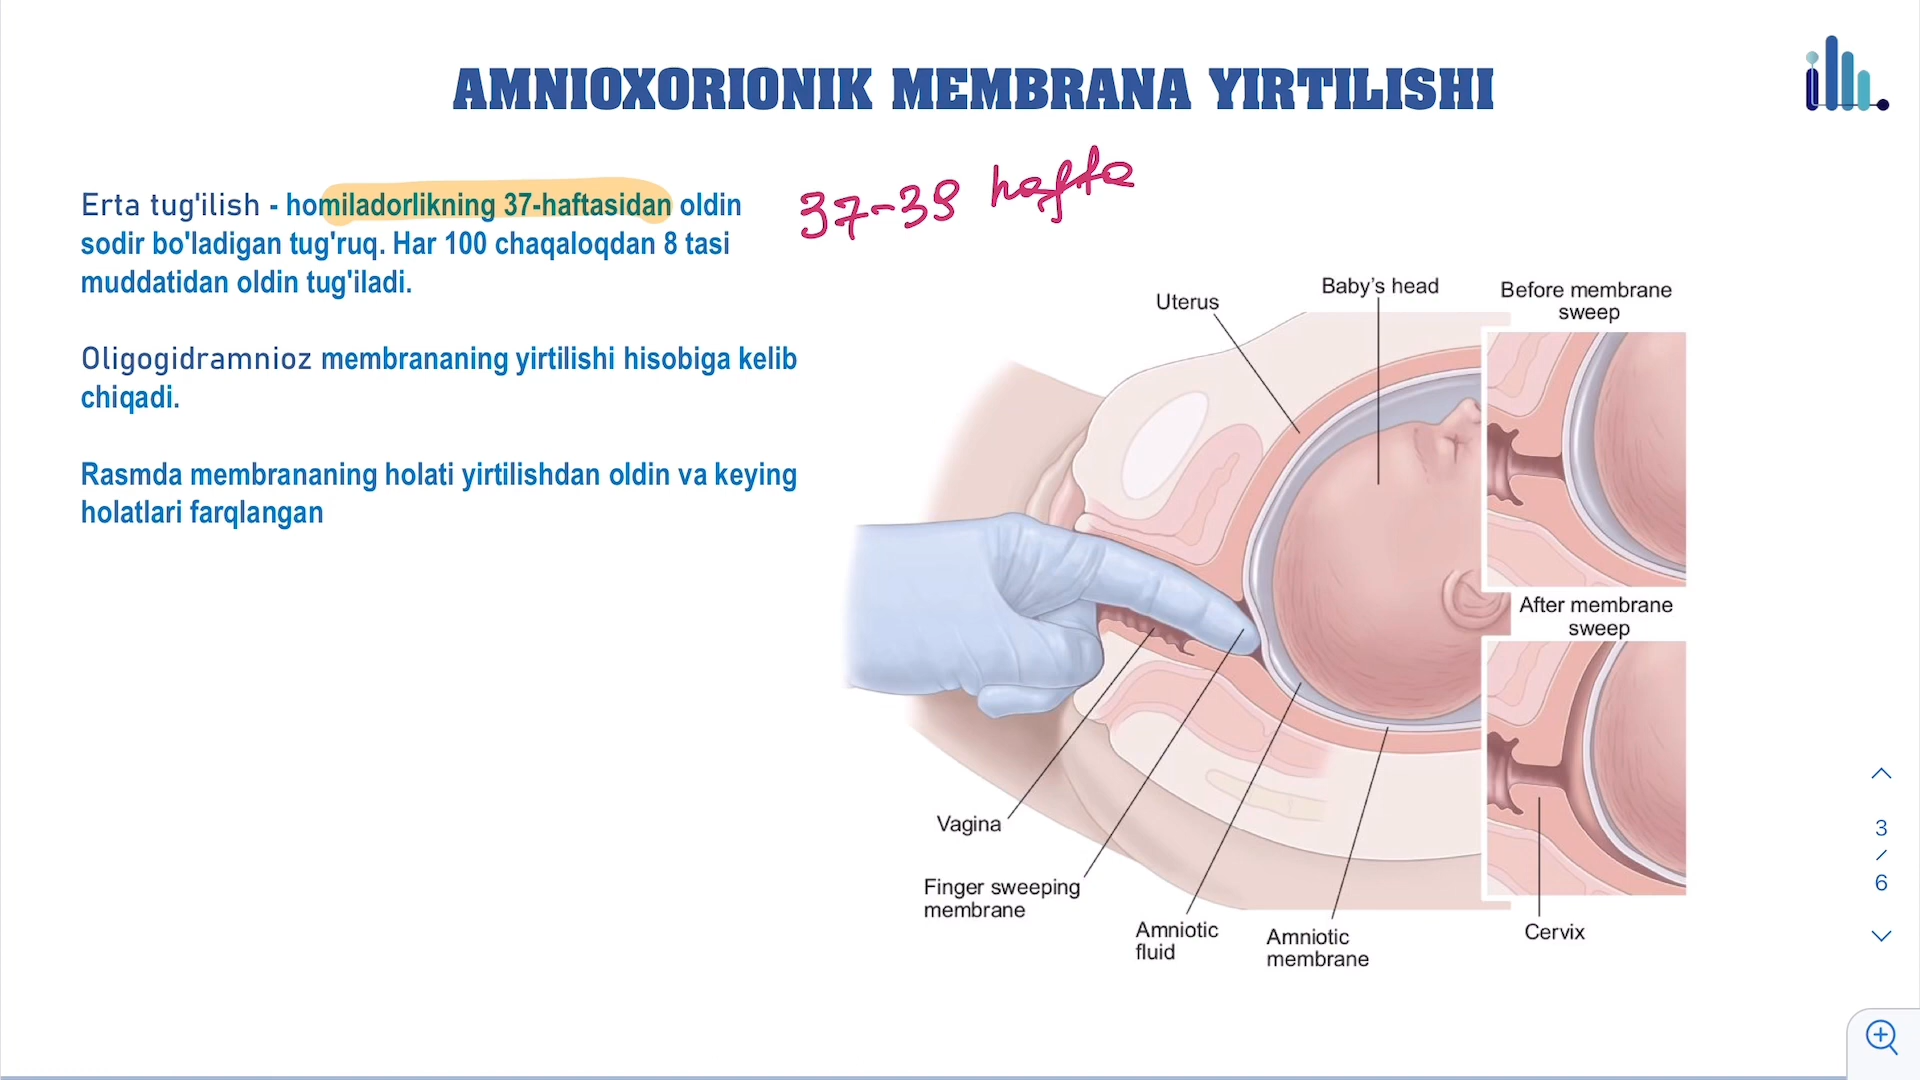 AMNIOXORIONIK MEMBRANA YIRTILISHI
Erta tug'ilish - homiladorlikning 37-haftasidan oldin
sodir bo'ladigan tug'ruq. Har 100 chaqaloqdan 8 tasi
muddatidan oldin tug'iladi.
37-38 hafta
Oligogidramnioz membrananing yirtilishi hisobiga kelib
chiqadi.
Rasmda membrananing holati yirtilishdan oldin va keying
holatlari farqlangan
Uterus
Baby's head
Before membrane
sweep
After membrane
sweep
Vagina
Finger sweeping
membrane
Amniotic
fluid
Amniotic
membrane
Cervix
3
/
6